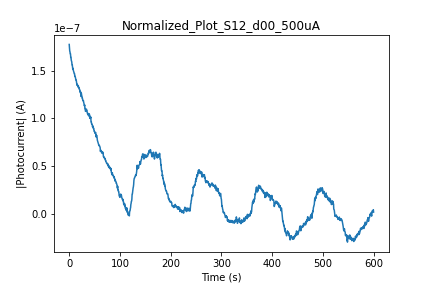 Normalized_Plot_S12_d00_500uA
1e−7
1.5
1.0
0.5
0.0
|Photocurrent| (A)
0 100 200 300 400 500 600
Time (s)